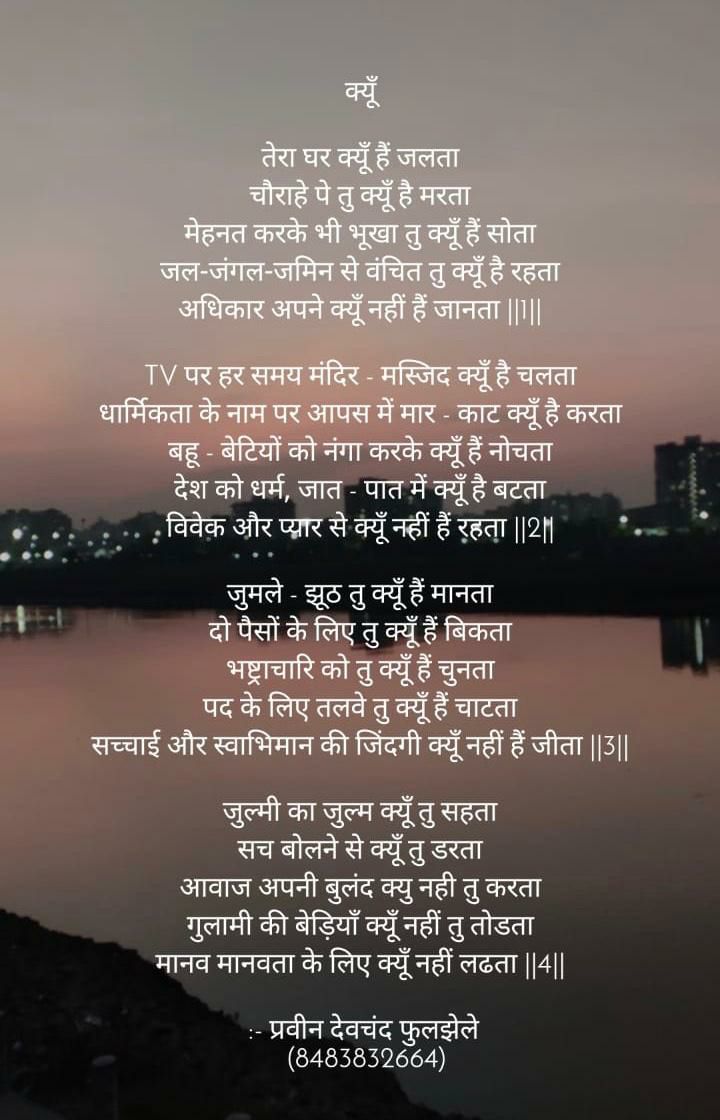 क्यूँ
तेरा घर क्यूँ हैं जलता
चौराहे पे तु क्यूँ है मरता
मेहनत करके भी भूखा तु क्यूँ हैं सोता
जल-जंगल-जमिन से वंचित तु क्यूँ है रहता
अधिकार अपने क्यूँ नहीं हैं जानता ||1||
TV पर हर समय मंदिर - मस्जिद क्यूँ है चलता
धार्मिकता के नाम पर आपस में मार - काट क्यूँ है करता
बहू - बेटियों को नंगा करके क्यूँ हैं नोचता
देश को धर्म, जात - पात में क्यूँ है बटता
विवेक और प्यार से क्यूँ नहीं हैं रहता ||2||
जुमले - झूठ तु क्यूँ हैं मानता
दो पैसों के लिए तु क्यूँ हैं बिकता
भष्ट्राचारि को तु क्यूँ हैं चुनता
पद के लिए तलवे तु क्यूँ हैं चाटता
सच्चाई और स्वाभिमान की जिंदगी क्यूँ नहीं हैं जीता ||3||
जुल्मी का जुल्म क्यूँ तु सहता
सच बोलने से क्यूँ तु डरता
आवाज अपनी बुलंद क्यु नही तु करता
गुलामी की बेड़ियाँ क्यूँ नहीं तु तोडता
मानव मानवता के लिए क्यूँ नहीं लढता ||4||
:- प्रवीन देवचंद फुलझेले
(8483832664)